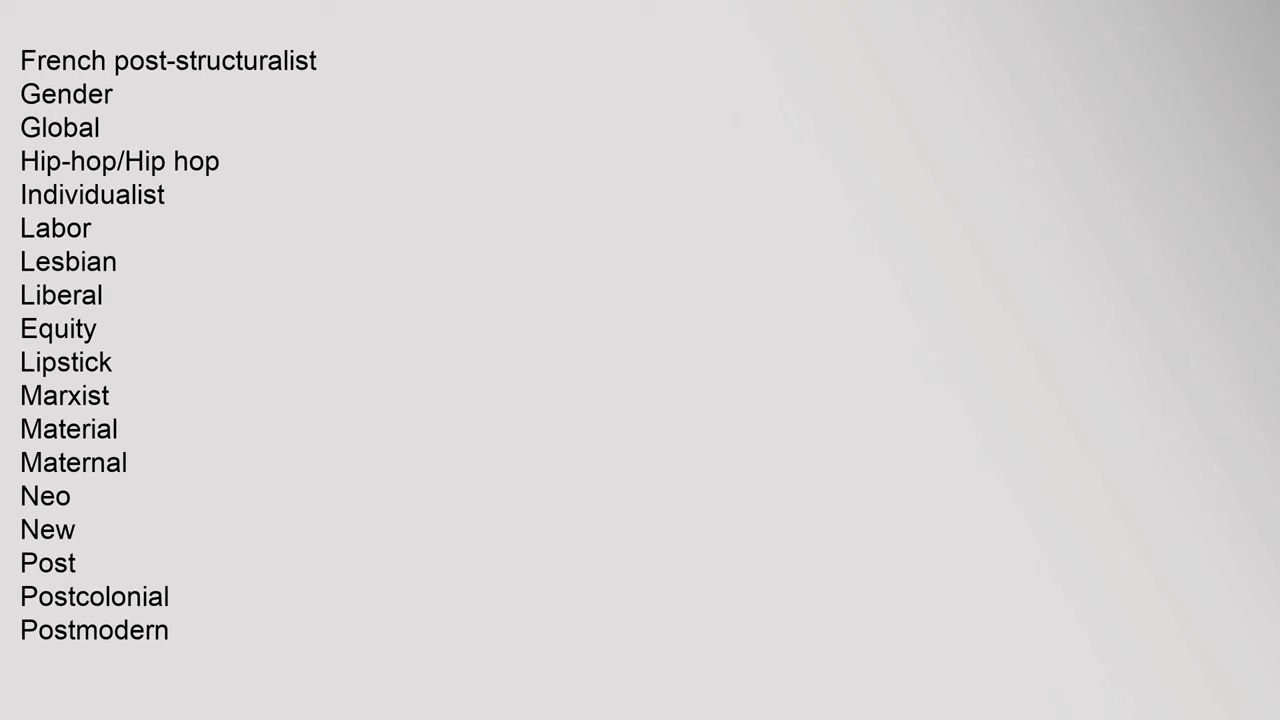 French post-structuralist
Gender
Global
Hip-hop/Hip hop
Individualist
Labor
Lesbian
Liberal
Equity
Lipstick
Marxist
Material
Maternal
Neo
New
Post
Postcolonial
Postmodern